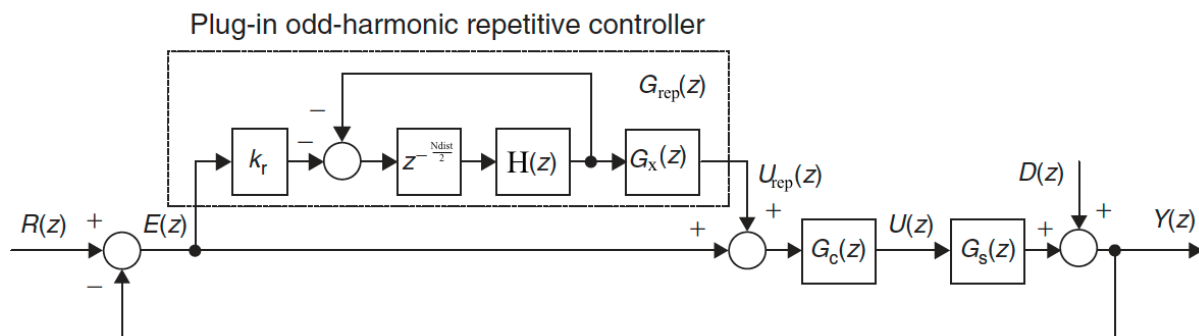 Plug-in odd-harmonic repetitive controller
G_rep(z)
−
k_r
−
z^{-Ndist/2}
H(z)
G_x(z)
U_rep(z)
D(z)
R(z)
+
E(z)
+
+
G_c(z)
U(z)
G_s(z)
+
+
Y(z)
−